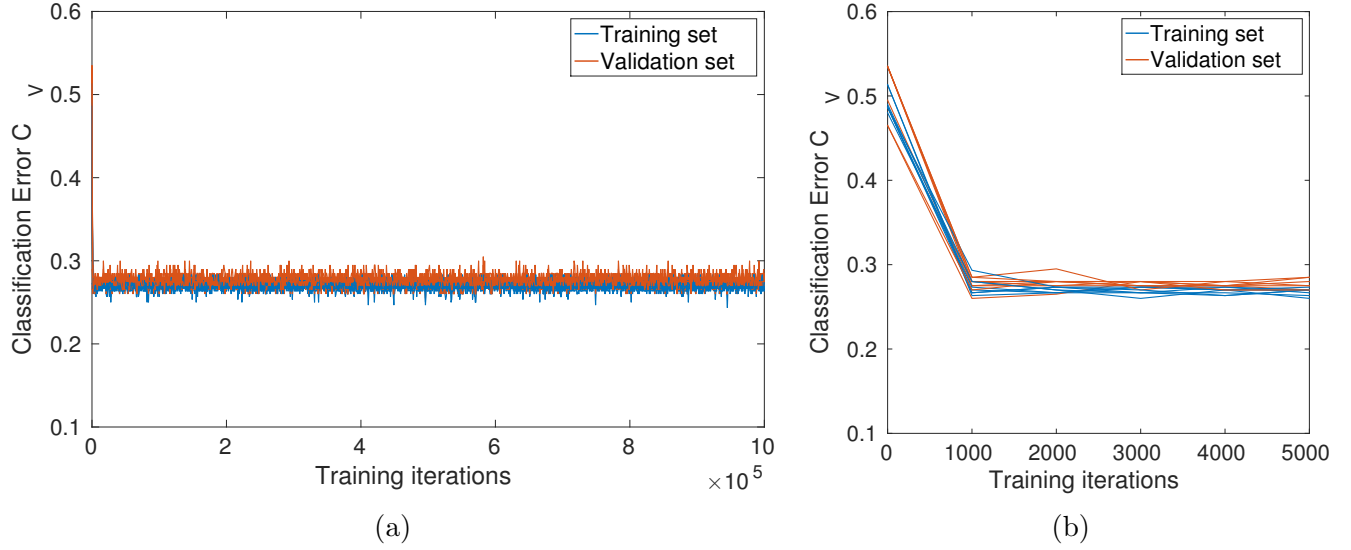 0.6
0.5
0.4
0.3
0.2
0.1
Classification Error C
V
Training set
Validation set
0 2 4 6 8 10
Training iterations
×10 5
(a)
0.6
0.5
0.4
0.3
0.2
0.1
Classification Error C
V
Training set
Validation set
0 1000 2000 3000 4000 5000
Training iterations
(b)